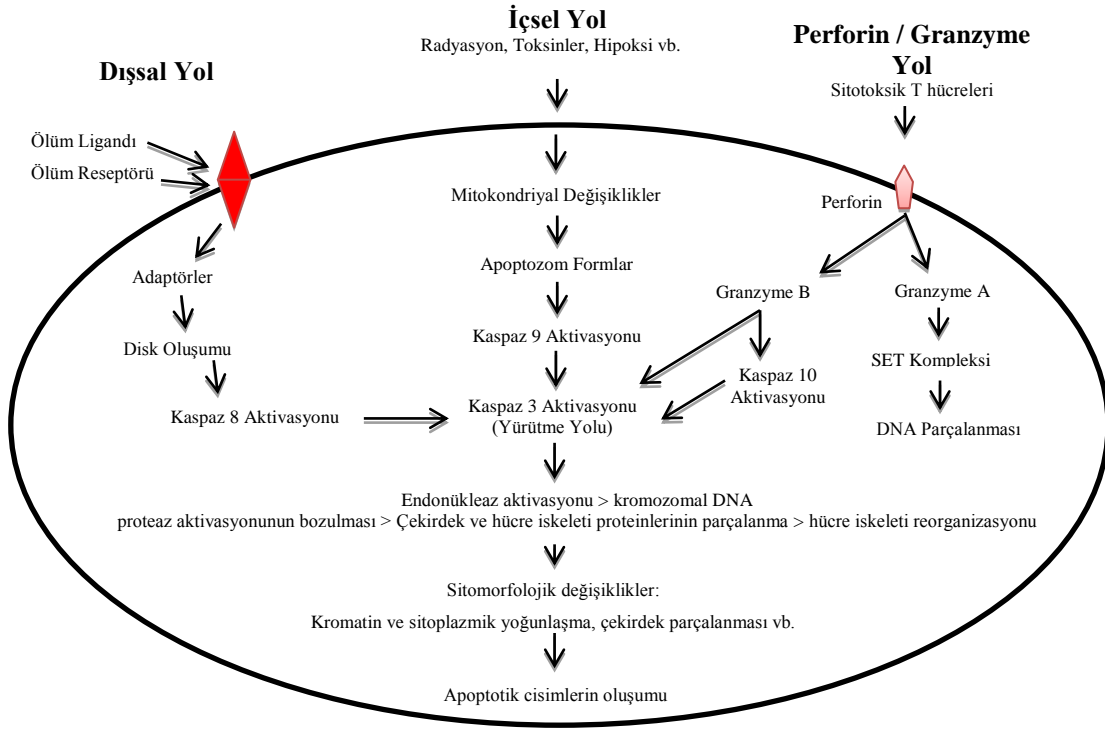 İçsel Yol
Radyasyon, Toksinler, Hipoksi vb.
Perforin / Granzyme
Yol
Sitotoksik T hücreleri
Dışsal Yol
Ölüm Ligandı
Ölüm Reseptörü
Mitokondriyal Değişiklikler
Perforin
Adaptörler
Apoptozom Formlar
Granzyme B
Granzyme A
Disk Oluşumu
Kaspaz 9 Aktivasyonu
SET Kompleksi
Kaspaz 10
Aktivasyonu
Kaspaz 8 Aktivasyonu
Kaspaz 3 Aktivasyonu
(Yürütme Yolu)
DNA Parçalanması
Endonükleaz aktivasyonu > kromozomal DNA
proteaz aktivasyonunun bozulması > Çekirdek ve hücre iskeleti proteinlerinin parçalanma > hücre iskeleti reorganizasyonu
Sitomorfolojik değişiklikler:
Kromatin ve sitoplazmik yoğunlaşma, çekirdek parçalanması vb.
Apoptotik cisimlerin oluşumu